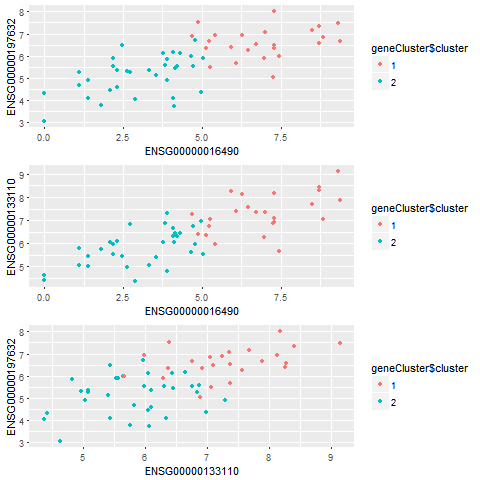 8
7
6
5
4
3
ENSG00000197632
0.0 2.5 5.0 7.5
ENSG00000016490
geneCluster$cluster
1
2
9
8
7
6
5
ENSG00000133110
0.0 2.5 5.0 7.5
ENSG00000016490
geneCluster$cluster
1
2
8
7
6
5
4
3
ENSG00000197632
5 6 7 8 9
ENSG00000133110
geneCluster$cluster
1
2